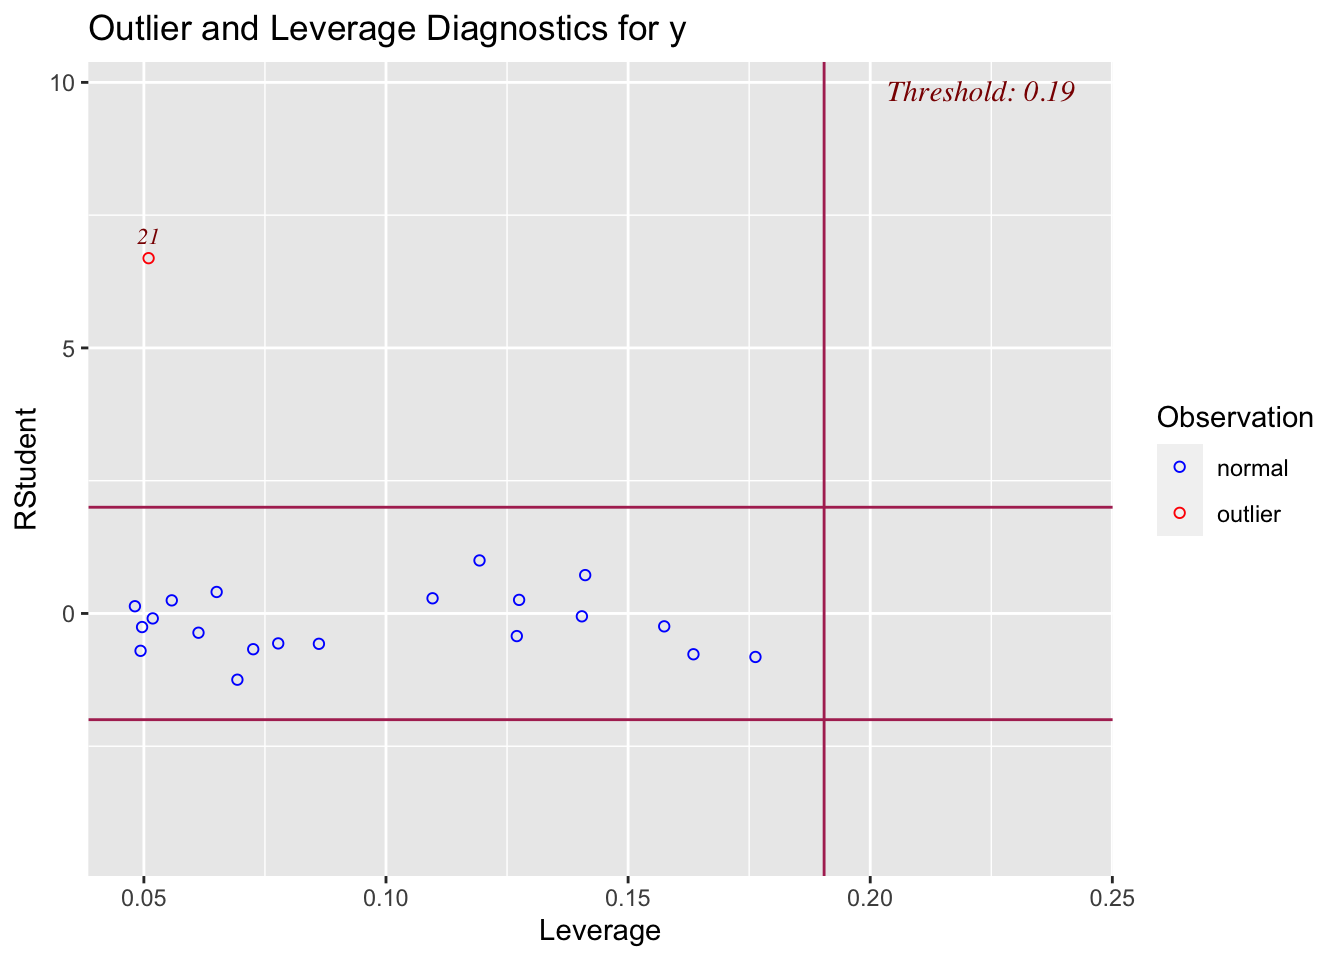 Outlier and Leverage Diagnostics for y
10
Threshold: 0.19
21
5
RStudent
0
0.05 0.10 0.15 0.20 0.25
Leverage
Observation
normal
outlier